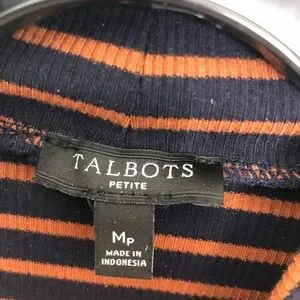 TALBOTS
PETITE
MP
MADE IN
INDONESIA